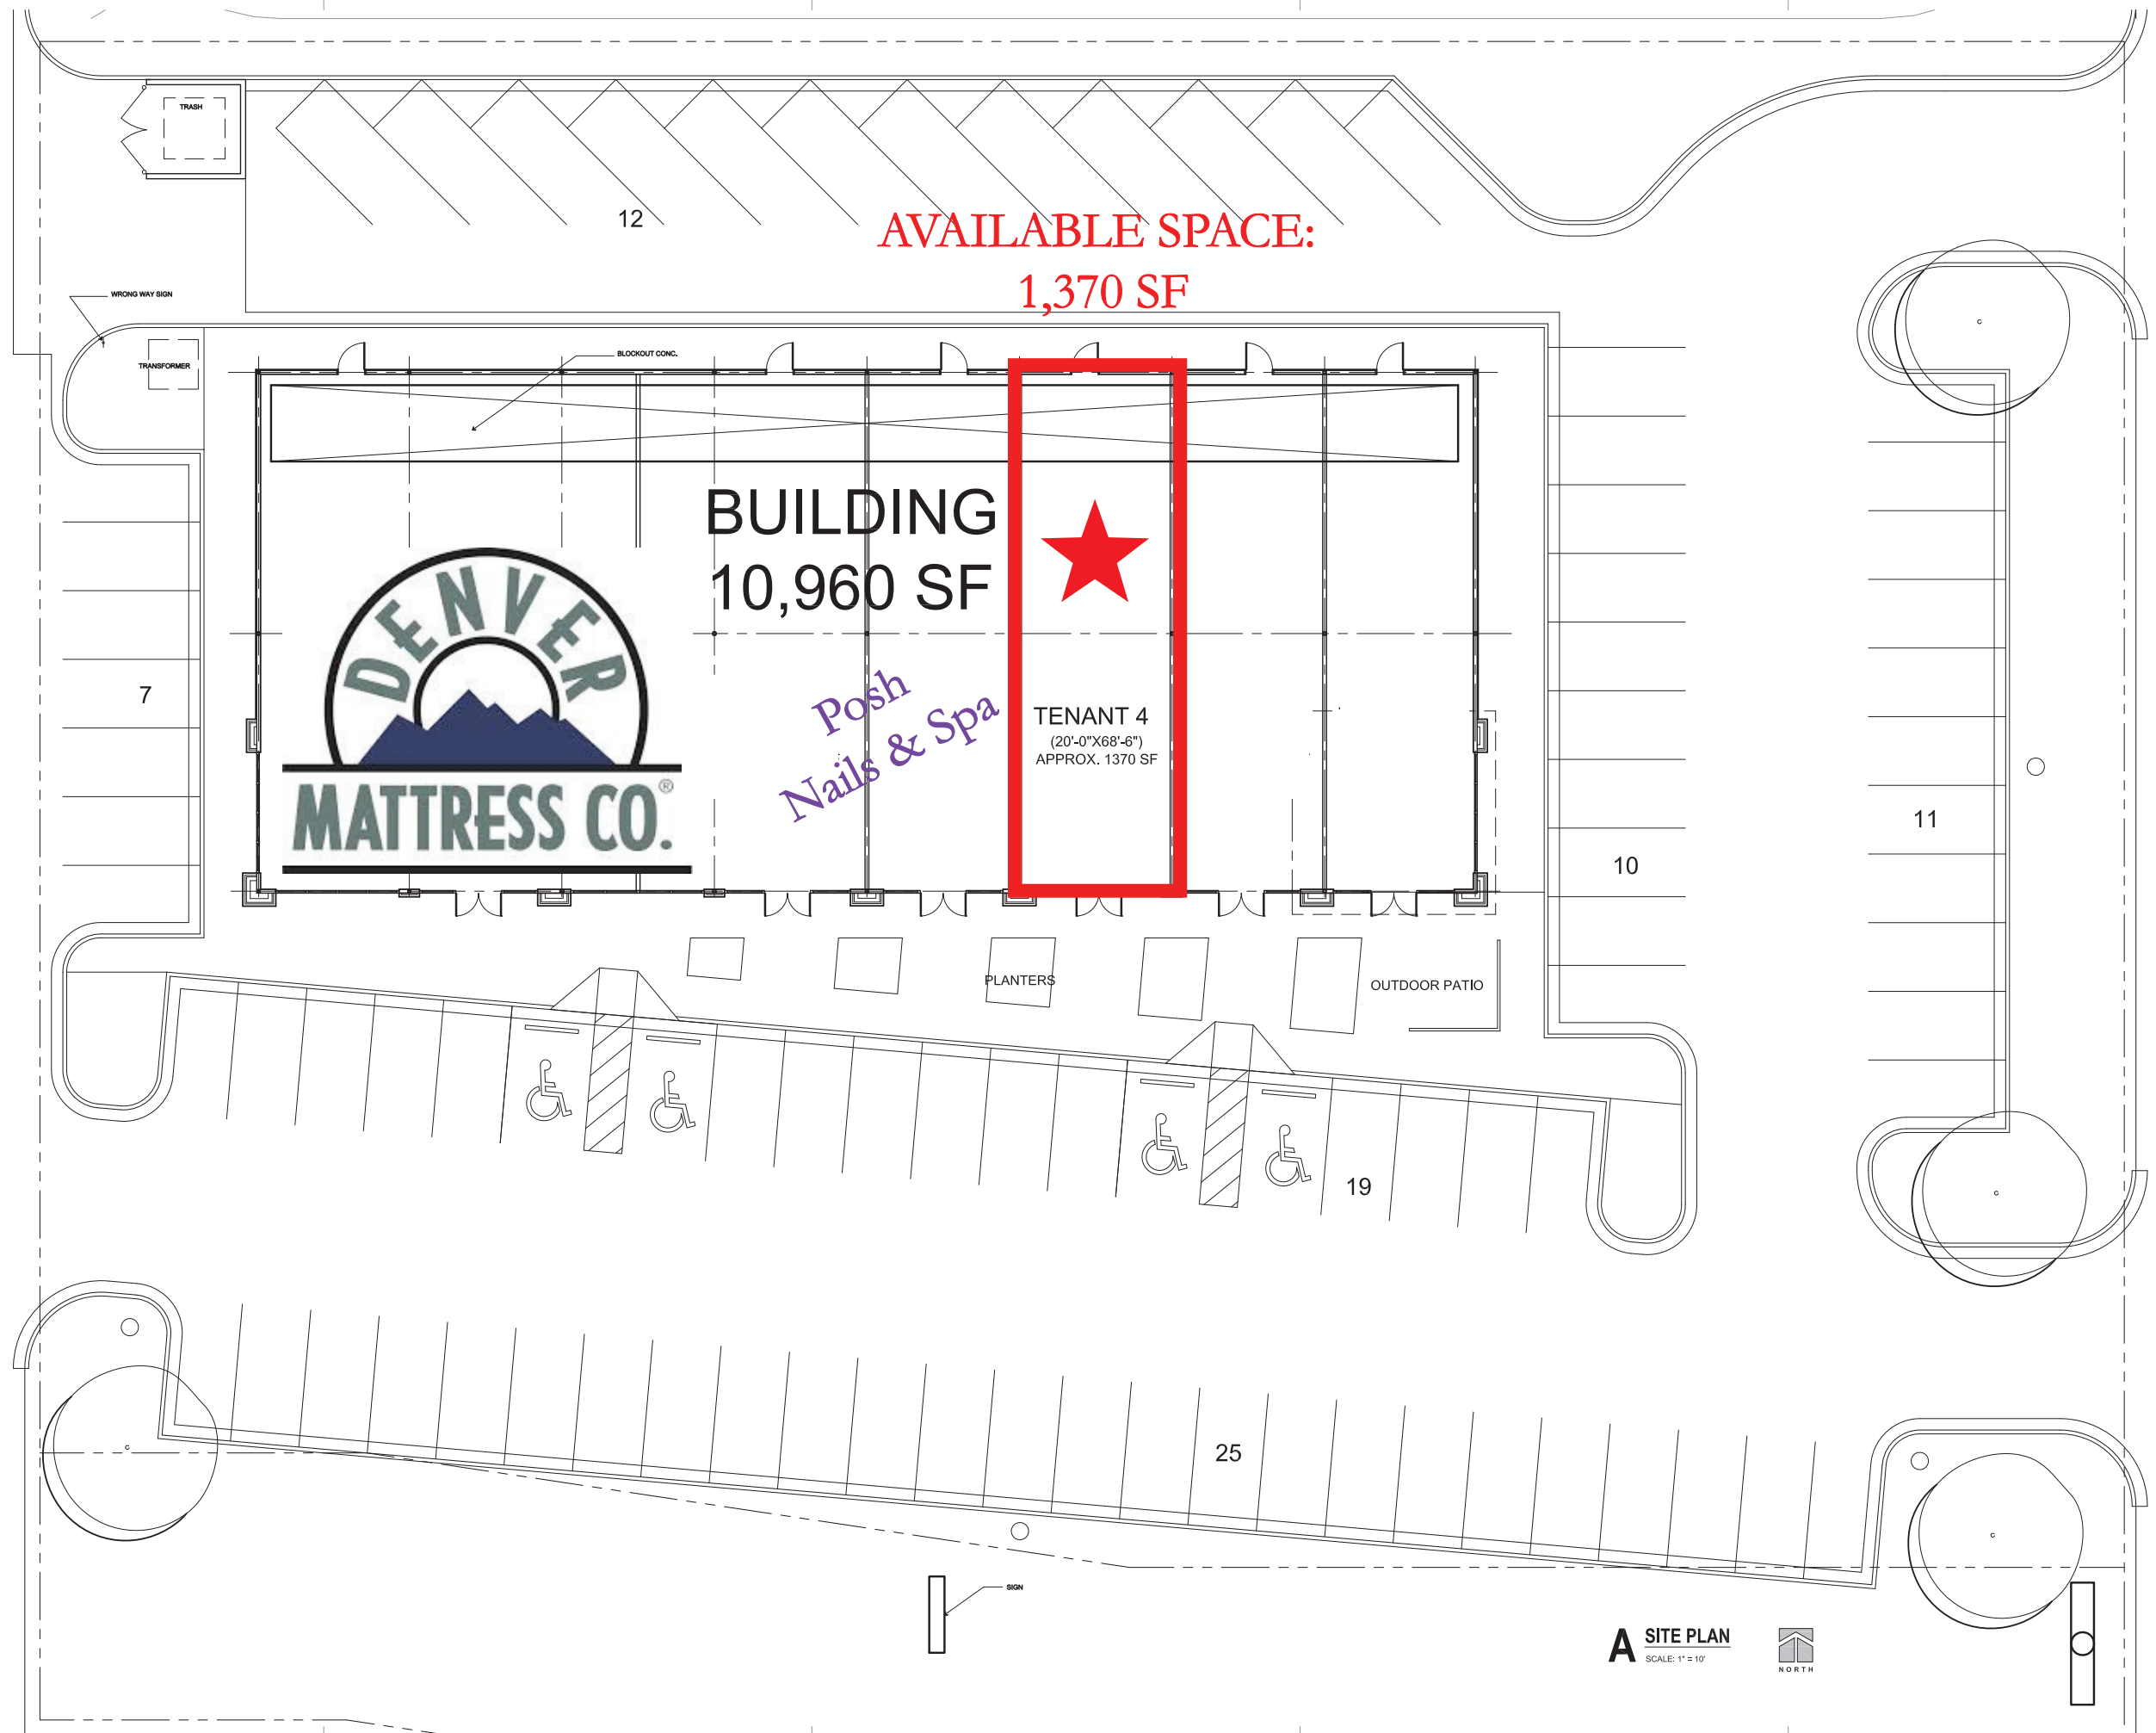 TRASH
12
AVAILABLE SPACE:
1,370 SF
WRONG WAY SIGN
TRANSFORMER
BLOCKOUT CONC.
BUILDING
10,960 SF
DENVER
MATTRESS CO.®
Posh
Nails & Spa
TENANT 4
(20'-0"X68'-6")
APPROX. 1370 SF
7
10
11
PLANTERS
OUTDOOR PATIO
19
25
SIGN
A SITE PLAN
SCALE: 1" = 10'
NORTH
C
C
C
C